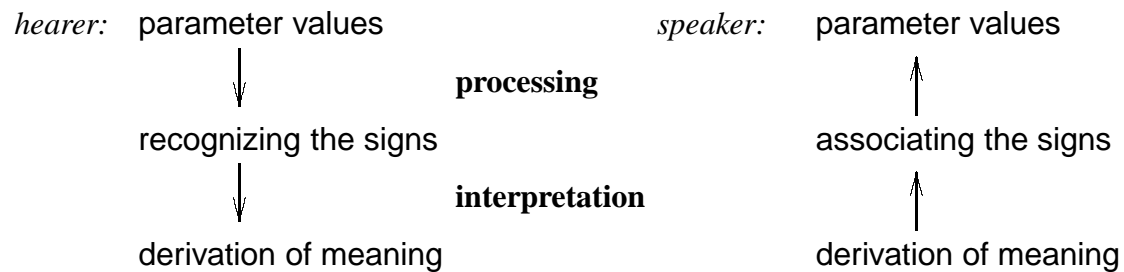 hearer: parameter values speaker: parameter values
processing
recognizing the signs associating the signs
interpretation
derivation of meaning derivation of meaning